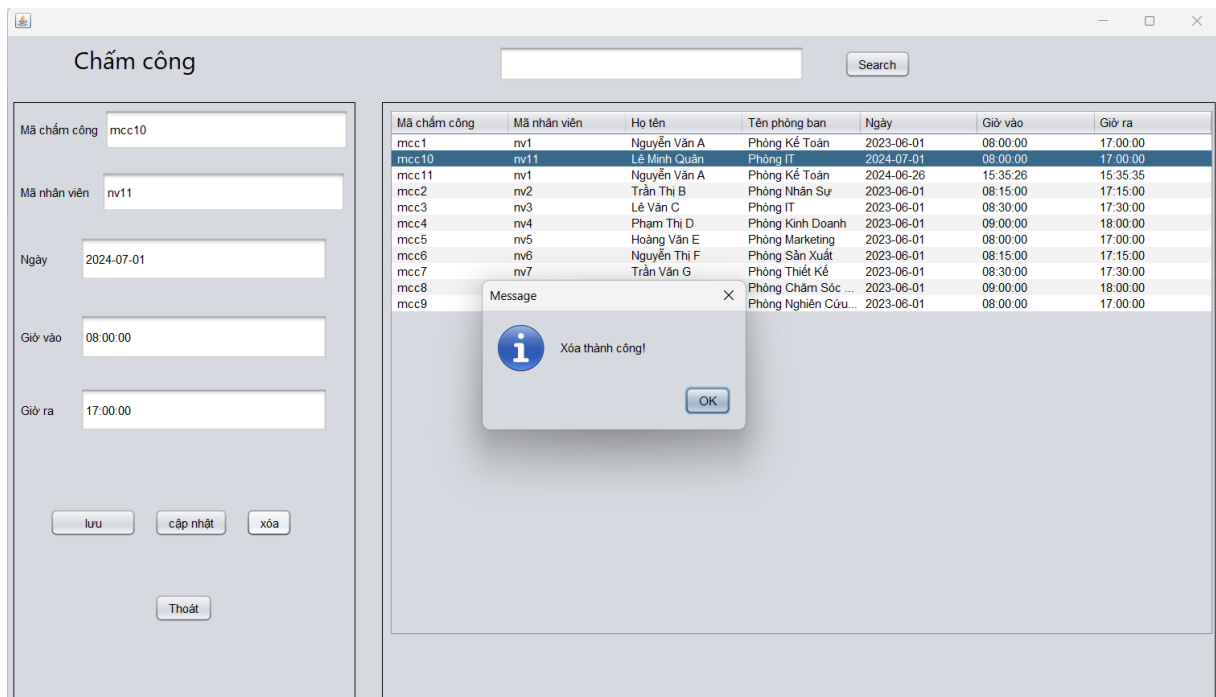 Chấm công
Search
Mã chấm công mcc10
Mã nhân viên nv11
Ngày 2024-07-01
Giờ vào 08:00:00
Giờ ra 17:00:00
lưu cập nhật xóa
Thoát
Mã chấm công Mã nhân viên Họ tên Tên phòng ban Ngày Giờ vào Giờ ra
mcc1 nv1 Nguyễn Văn A Phòng Kế Toán 2023-06-01 08:00:00 17:00:00
mcc10 nv11 Lê Minh Quân Phòng IT 2024-07-01 08:00:00 17:00:00
mcc11 nv1 Nguyễn Văn A Phòng Kế Toán 2024-06-26 15:35:26 15:35:35
mcc2 nv2 Trần Thị B Phòng Nhân Sự 2023-06-01 08:15:00 17:15:00
mcc3 nv3 Lê Văn C Phòng IT 2023-06-01 08:30:00 17:30:00
mcc4 nv4 Phạm Thị D Phòng Kinh Doanh 2023-06-01 09:00:00 18:00:00
mcc5 nv5 Hoàng Văn E Phòng Marketing 2023-06-01 08:00:00 17:00:00
mcc6 nv6 Nguyễn Thị F Phòng Sản Xuất 2023-06-01 08:15:00 17:15:00
mcc7 nv7 Trần Văn G Phòng Thiết Kế 2023-06-01 08:30:00 17:30:00
mcc8 Phòng Chăm Sóc ... 2023-06-01 09:00:00 18:00:00
mcc9 Phòng Nghiên Cứu... 2023-06-01 08:00:00 17:00:00
Message
Xóa thành công!
OK